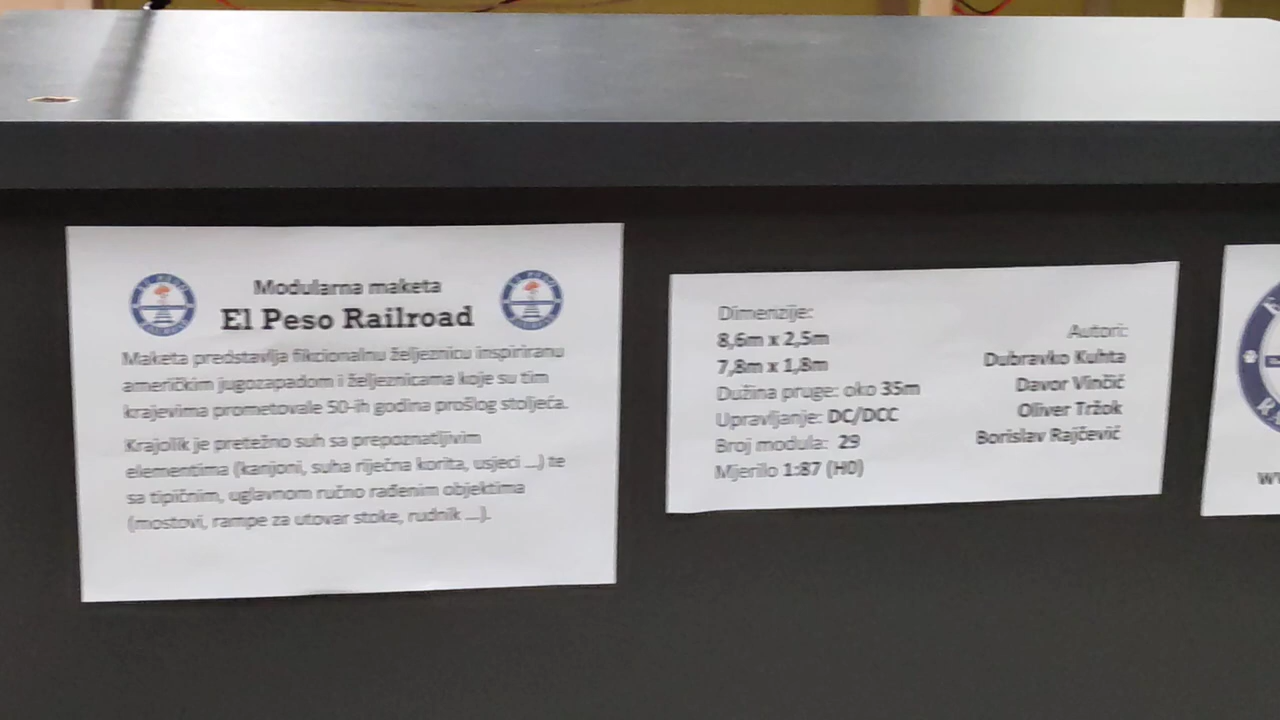 Modularna maketa
El Peso Railroad
Maketa predstavlja fikcionalnu željeznicu inspiriranu
američkim jugozapadom i željeznicama koje su tim
krajevima prometovale 50-ih godina prošlog stoljeća.
Krajolik je pretežno suh sa prepoznatljivim
elementima (kanjoni, suha riječna korita, usjeci ...) te
sa tipičnim, uglavnom ručno rađenim objektima
(mostovi, rampe za utovar stoke, rudnik ...).
Dimenzije:
8,6m x 2,5m
7,8m x 1,8m
Dužina pruge: oko 35m
Upravljanje: DC/DCC
Broj modula: 29
Mjerilo 1:87 (H0)
Autori:
Dubravko Kuhta
Davor Vinčić
Oliver Tržok
Borislav Rajčević